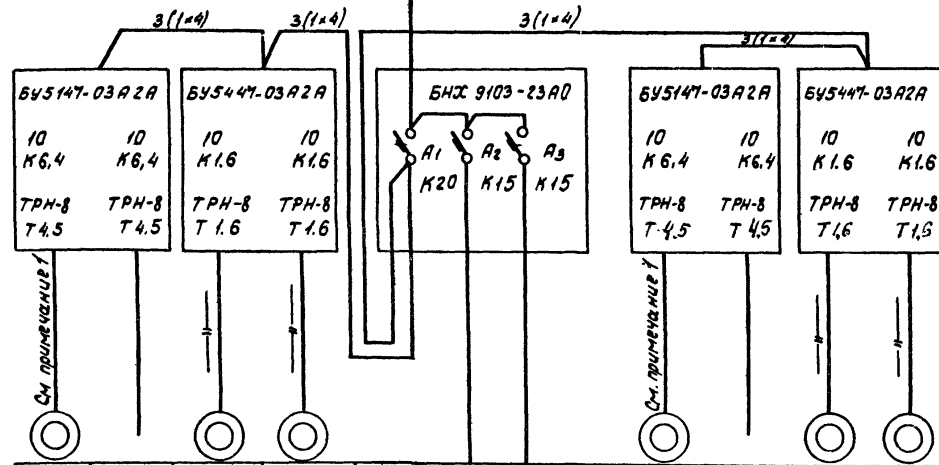 3(1×4)
3(1×4)
3(1×4)
3(1×4)
БУ5147-03А2А
10 10
К6,4 К6,4
ТРН-8 ТРН-8
Т4,5 Т4,5
См. примечание 1
БУ5447-03А2А
10 10
К1.6 К1.6
ТРН-8 ТРН-8
Т1.6 Т1.6
—"—
—"—
БНХ 9103-23А0
А1 А2 А3
К20 К15 К15
БУ5147-03А2А
10 10
К6,4 К6,4
ТРН-8 ТРН-8
Т4,5 Т4,5
См. примечание 1
БУ5447-03А2А
10 10
К1.6 К1.6
ТРН-8 ТРН-8
Т1,6 Т1,6
—"—
—"—